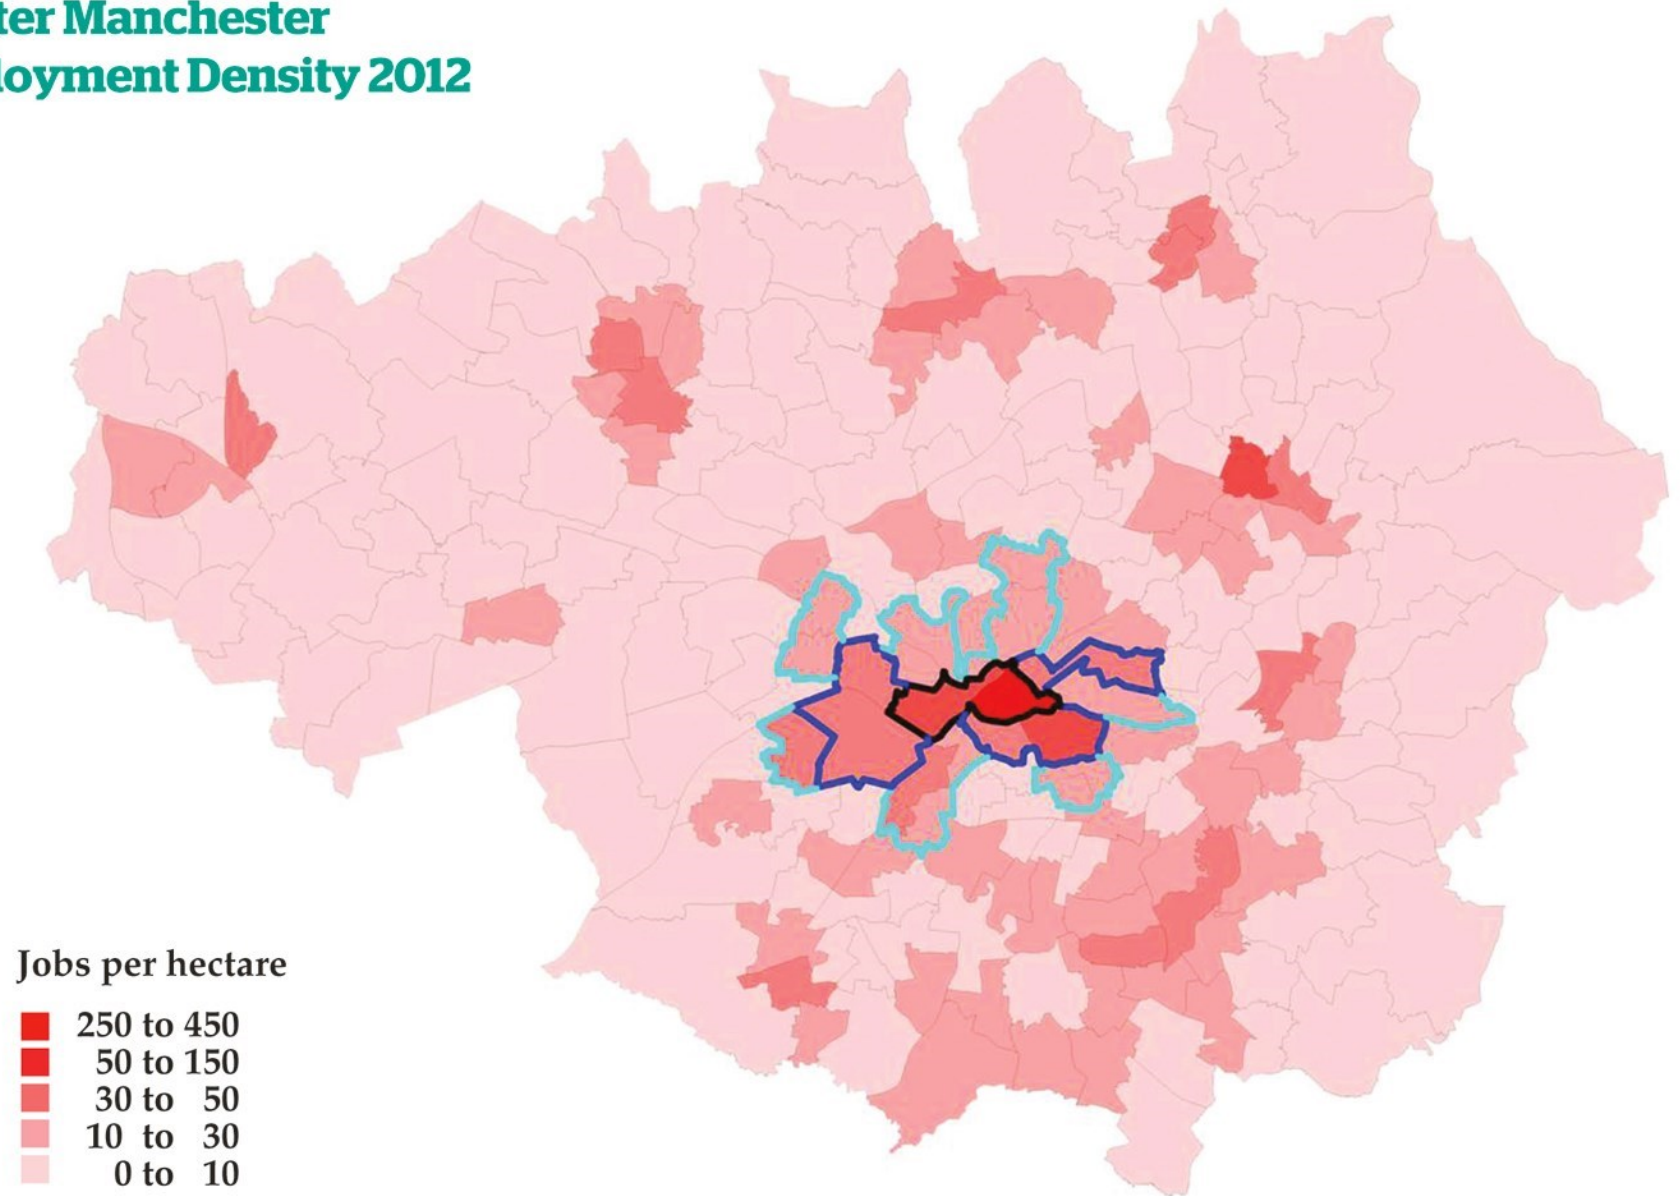 ter Manchester
loyment Density 2012
Jobs per hectare
250 to 450
50 to 150
30 to 50
10 to 30
0 to 10